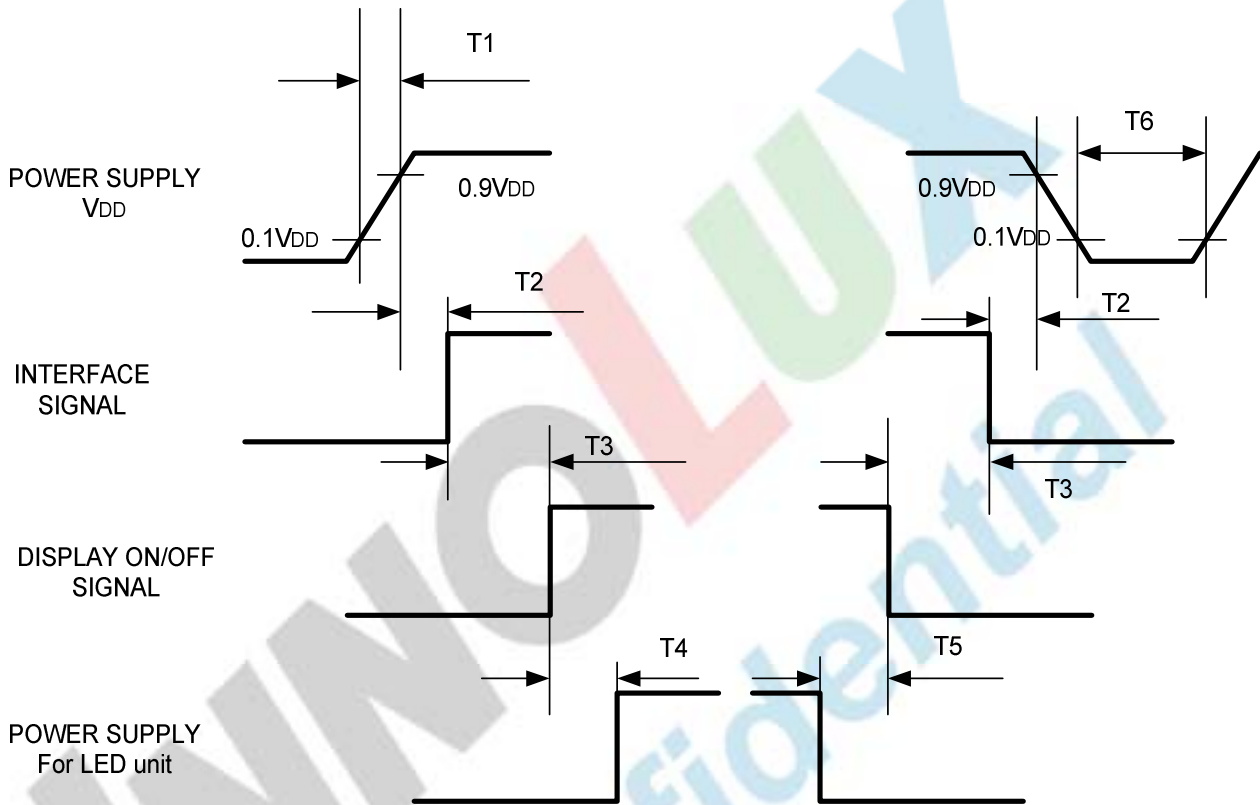 T1
T6
POWER SUPPLY
VDD
0.9VDD
0.9VDD
0.1VDD
0.1VDD
T2
T2
INTERFACE
SIGNAL
T3
T3
DISPLAY ON/OFF
SIGNAL
T4
T5
POWER SUPPLY
For LED unit
INNOLUX
fidential